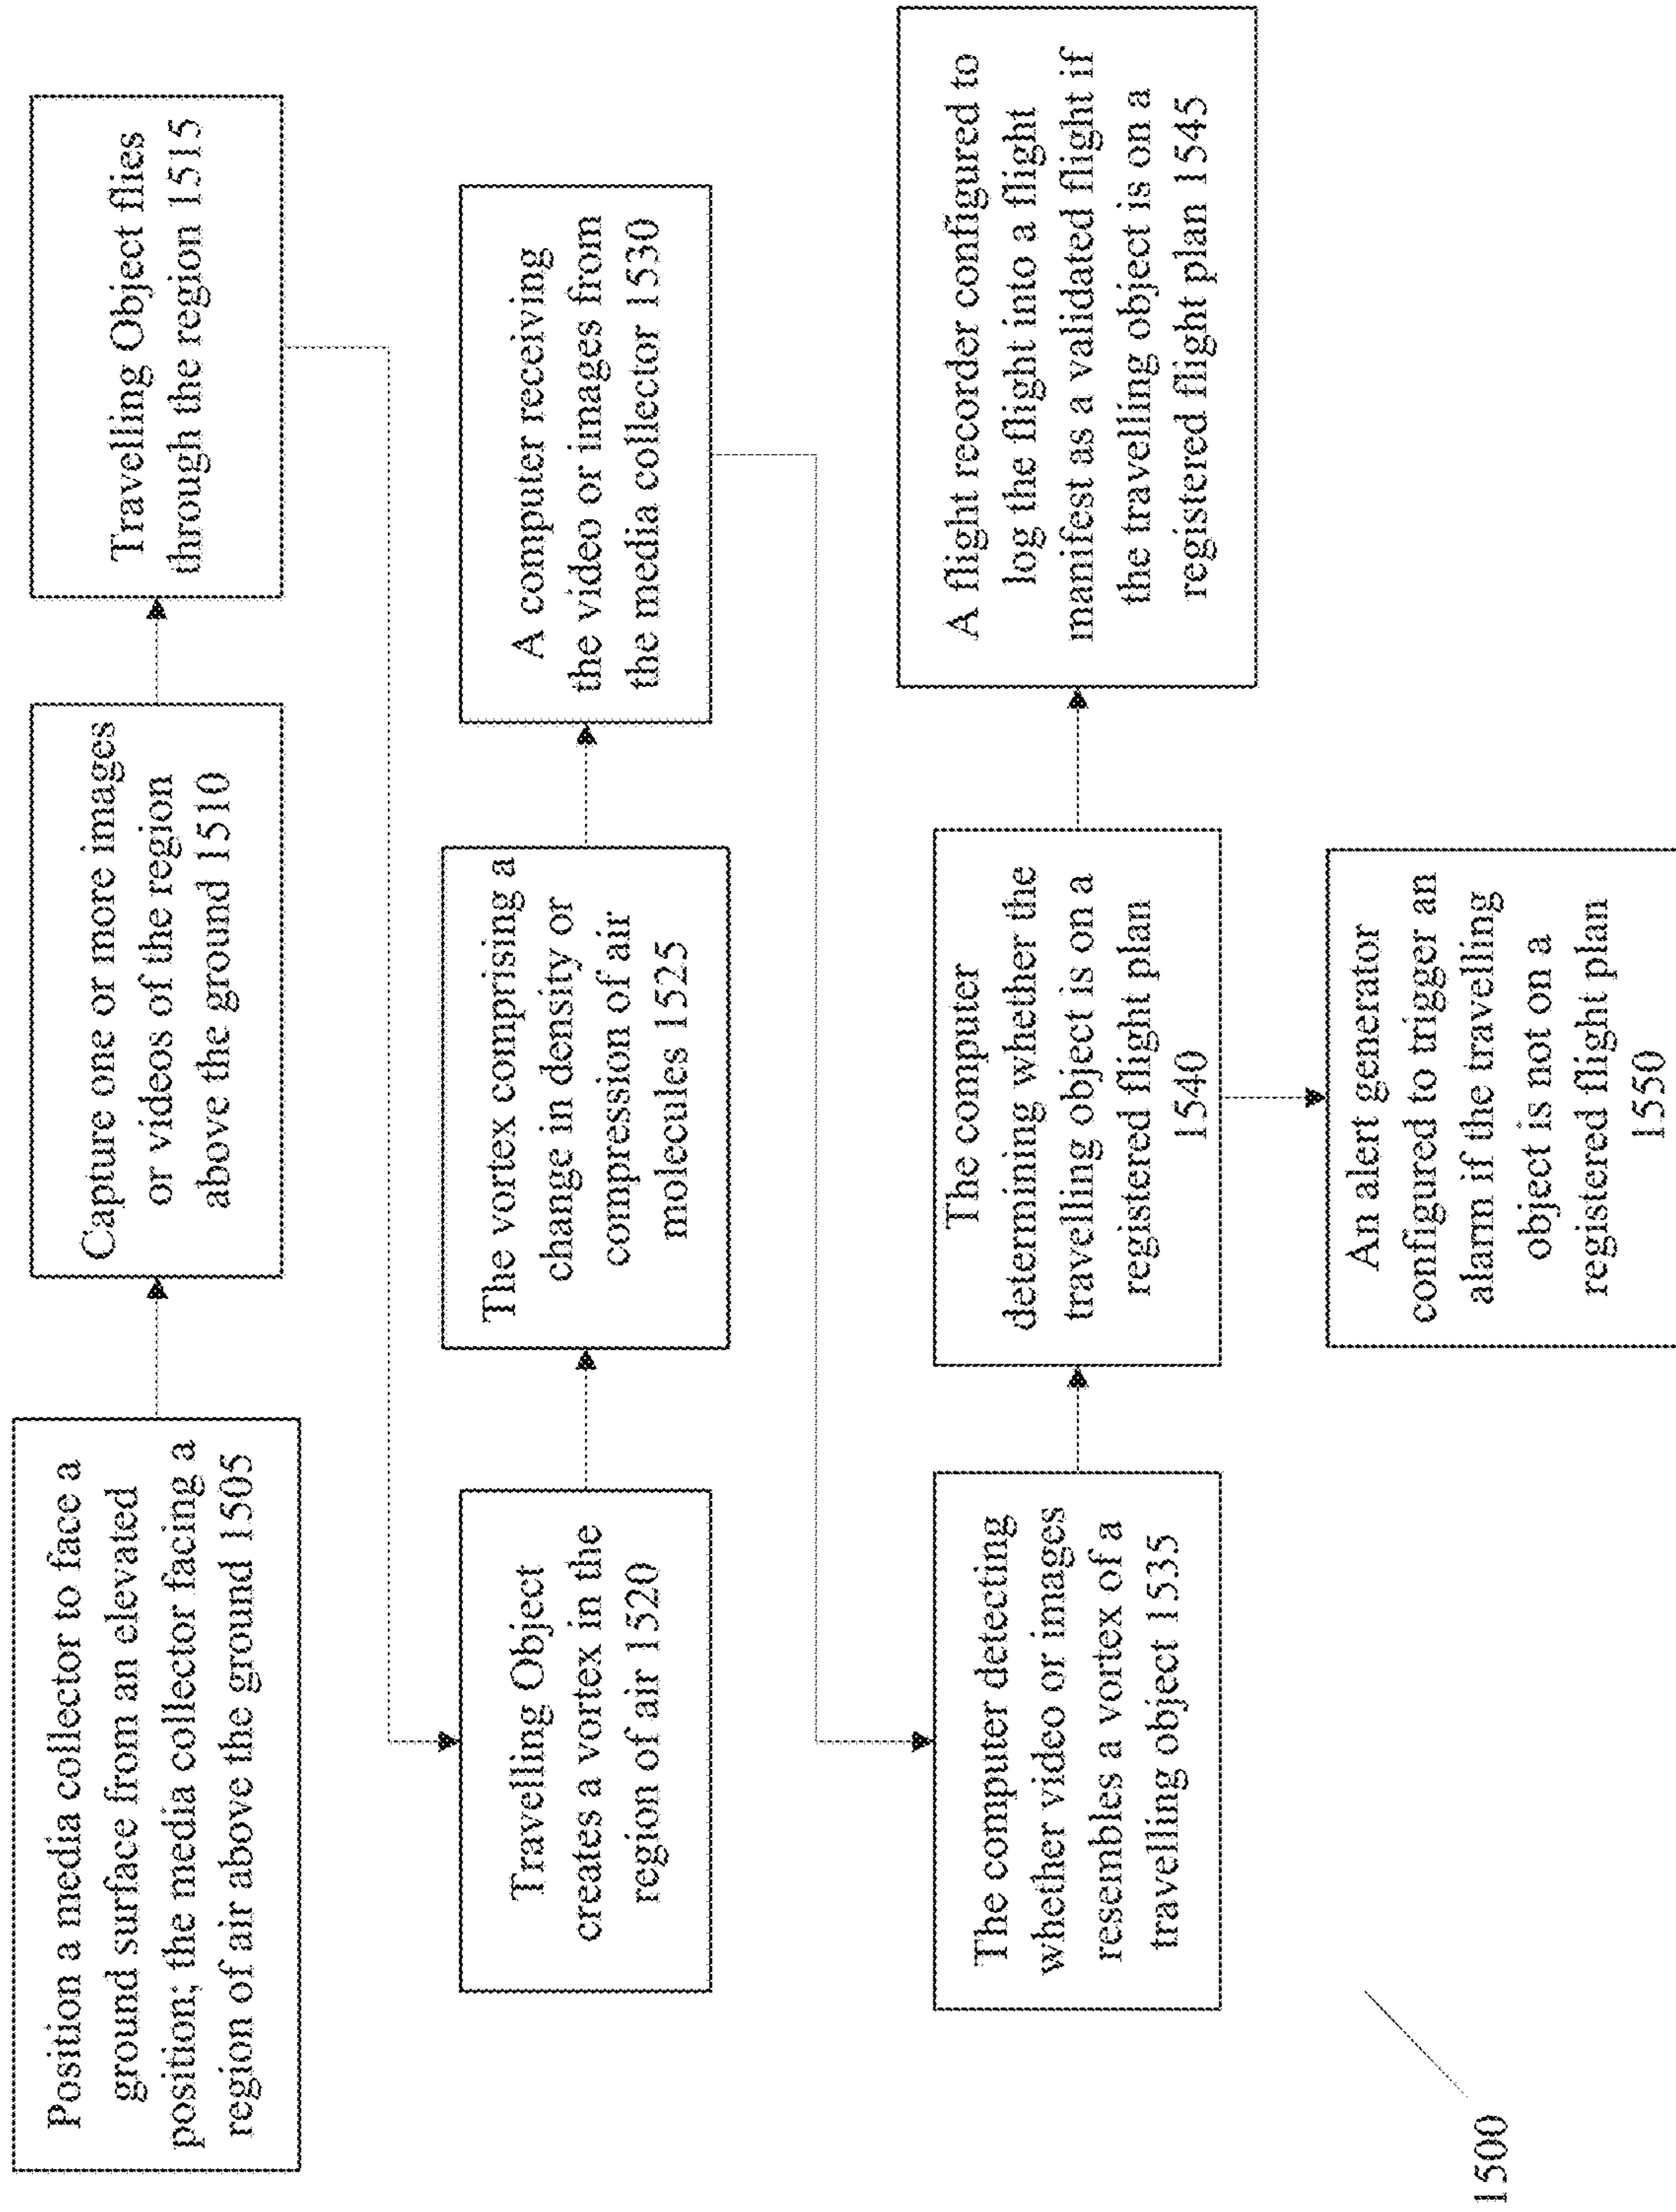 Position a media collector to face a
ground surface from an elevated
position; the media collector facing a
region of air above the ground 1505
Capture one or more images
or videos of the region
above the ground 1510
Travelling Object flies
through the region 1515
Travelling Object
creates a vortex in the
region of air 1520
The vortex comprising a
change in density or
compression of air
molecules 1525
A computer receiving
the video or images from
the media collector 1530
The computer detecting
whether video or images
resembles a vortex of a
travelling object 1535
The computer
determining whether the
travelling object is on a
registered flight plan
1540
A flight recorder configured to
log the flight into a flight
manifest as a validated flight if
the travelling object is on a
registered flight plan 1545
An alert generator
configured to trigger an
alarm if the travelling
object is not on a
registered flight plan
1550
1500